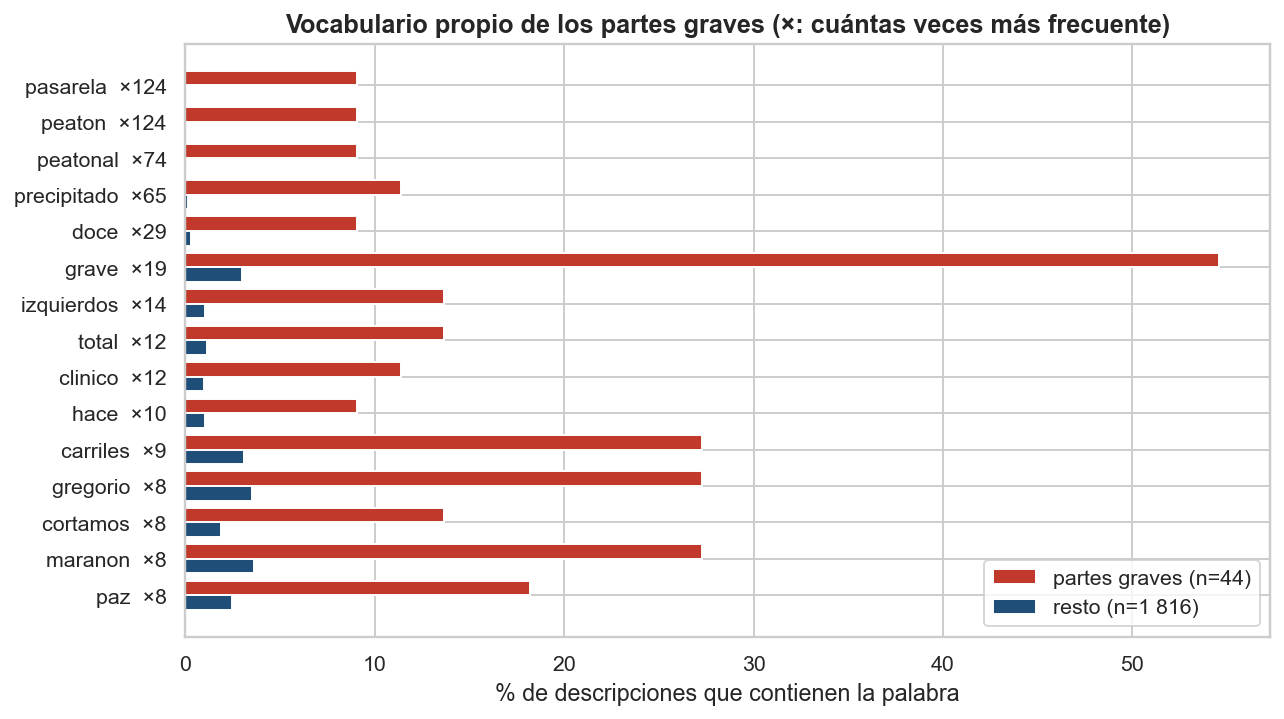 Vocabulario propio de los partes graves (×: cuántas veces más frecuente)
pasarela ×124
peaton ×124
peatonal ×74
precipitado ×65
doce ×29
grave ×19
izquierdos ×14
total ×12
clinico ×12
hace ×10
carriles ×9
gregorio ×8
cortamos ×8
maranon ×8
paz ×8
partes graves (n=44)
resto (n=1 816)
0 10 20 30 40 50
% de descripciones que contienen la palabra